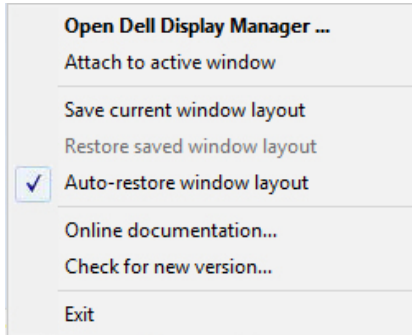 Open Dell Display Manager ...
Attach to active window
Save current window layout
Restore saved window layout
Auto-restore window layout
Online documentation...
Check for new version...
Exit